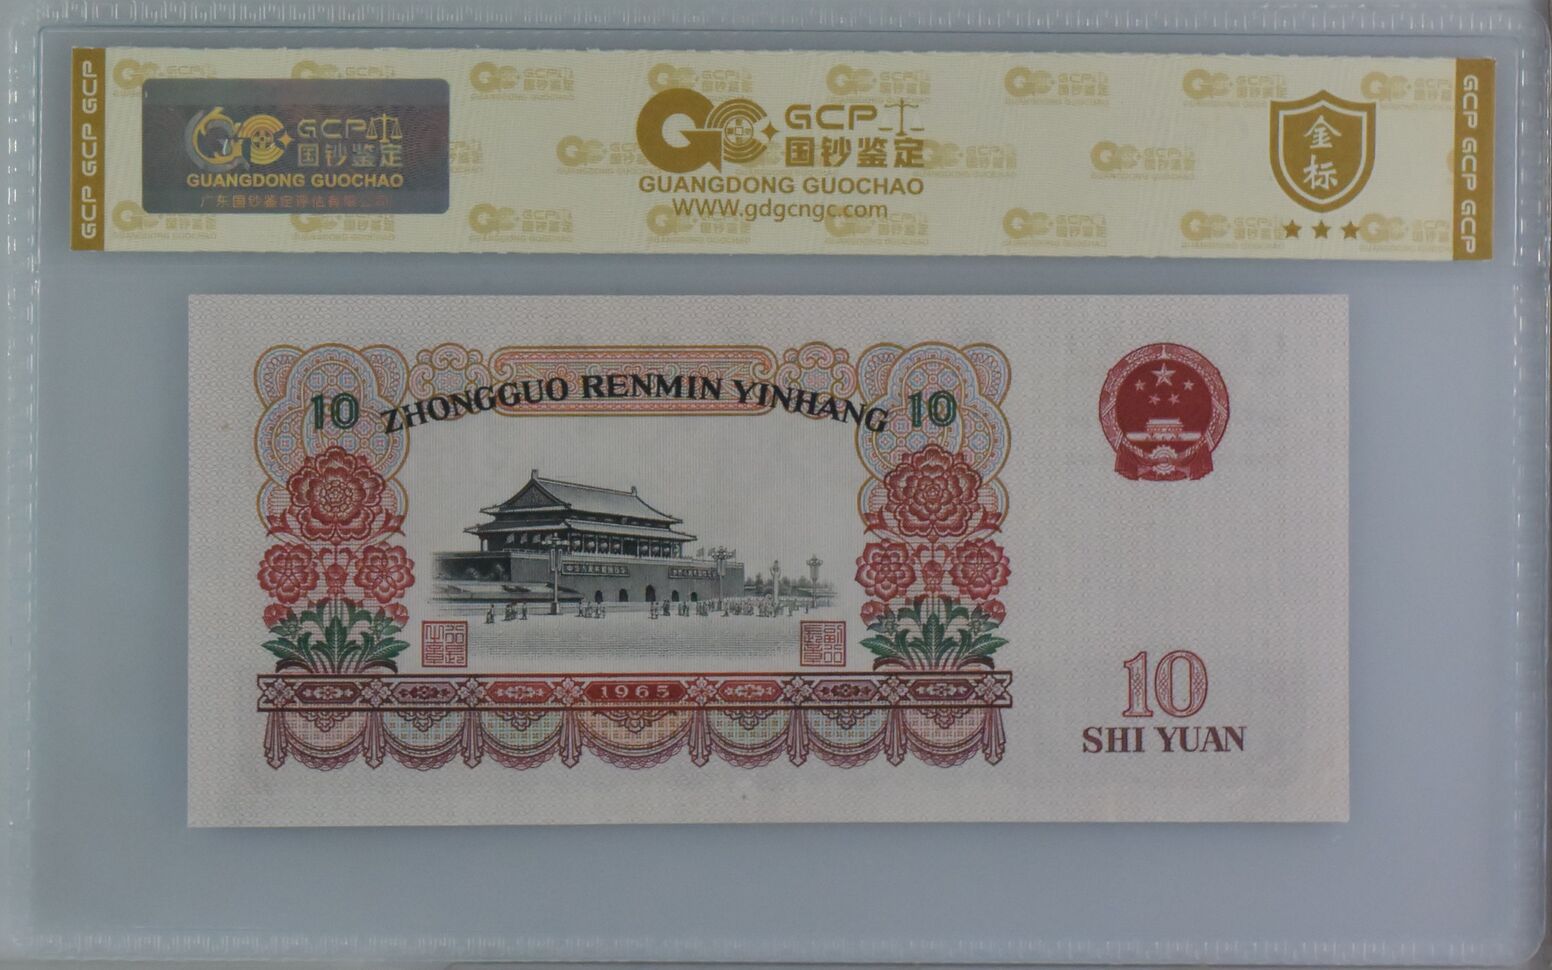 GCP GCP GCP
GCP
国钞鉴定
GUANGDONG GUOCHAO
广东国钞鉴定评估有限公司
GCP
国钞鉴定
GUANGDONG GUOCHAO
WWW.gdgcngc.com
金标
GCP GCP GCP
10 ZHONGGUO RENMIN YINHANG 10
1965
10
SHI YUAN